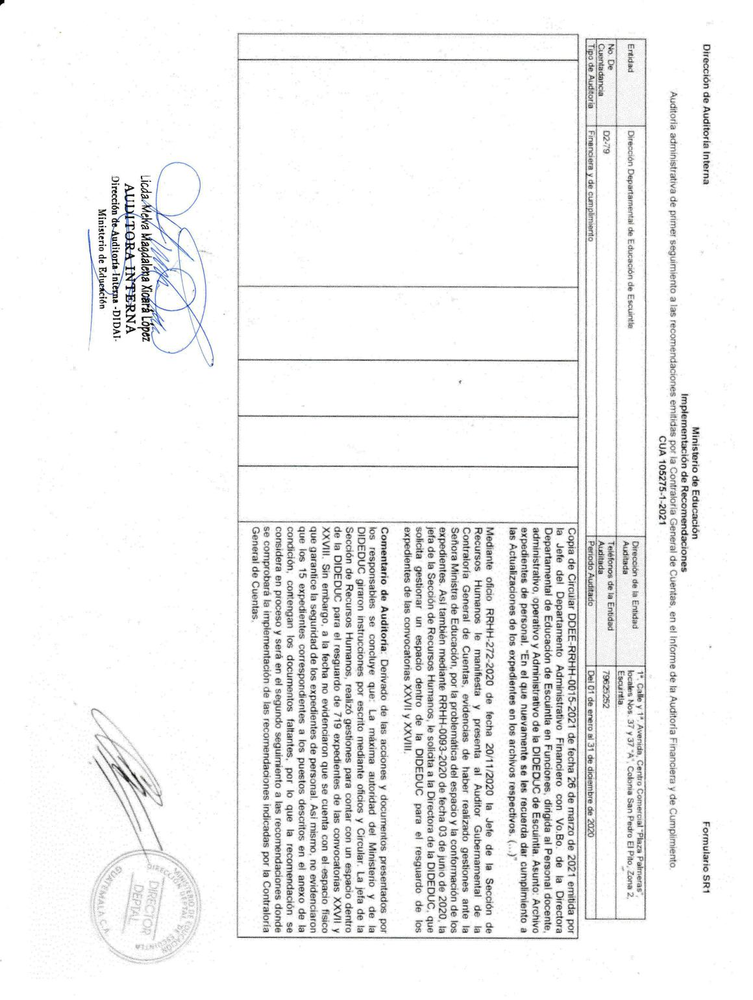 Dirección de Auditoría Interna
Formulario SR1
Ministerio de Educación
Implementación de Recomendaciones
Auditoría administrativa de primer seguimiento a las recomendaciones emitidas por la Contraloría General de Cuentas, en el Informe de la Auditoría Financiera y de Cumplimiento.
CUA 105275-1-2021
Entidad
Dirección Departamental de Educación de Escuintla
Dirección de la Entidad
Auditada
1ª. Calle y 1ª. Avenida, Centro Comercial "Plaza Palmeras",
locales Nos. 37 y 37 "A", Colonia San Pedro El Pito, Zona 2,
Escuintla.
No. De
Cuentadancia
D2-79
Teléfonos de la Entidad
Auditada
79625252
Tipo de Auditoría
Financiera y de cumplimiento
Periodo Auditado
Del 01 de enero al 31 de diciembre de 2020
Copia de Circular DDEE-RRHH-0015-2021 de fecha 26 de marzo de 2021 emitida por
la Jefe del Departamento Administrativo Financiero con Vo.Bo. de la Directora
Departamental de Educación de Escuintla en Funciones, dirigida al Personal docente,
administrativo, operativo y Administrativo de la DIDEDUC de Escuintla. Asunto: Archivo
expedientes de personal. "En el que nuevamente se les recuerda dar cumplimiento a
las Actualizaciones de los expedientes en los archivos respectivos. (...)"
Mediante oficio RRHH-272-2020 de fecha 20/11/2020 la Jefe de la Sección de
Recursos Humanos le manifiesta y presenta al Auditor Gubernamental de la
Contraloría General de Cuentas, evidencias de haber realizado gestiones ante la
Señora Ministra de Educación, por la problemática del espacio y la conformación de los
expedientes. Así también mediante RRHH-0093-2020 de fecha 03 de junio de 2020, la
jefa de la Sección de Recursos Humanos, le solicita a la Directora de la DIDEDUC, que
solicita gestionar un espacio dentro de la DIDEDUC para el resguardo de los
expedientes de las convocatorias XXVII y XXVIII.
Comentario de Auditoría: Derivado de las acciones y documentos presentados por
los responsables se concluye que: La máxima autoridad del Ministerio y de la
DIDEDUC giraron instrucciones por escrito mediante oficios y Circular. La jefa de la
Sección de Recursos Humanos, realizó gestiones para contar con un espacio dentro
de la DIDEDUC para el resguardo de 719 expedientes de las convocatorias XXVII y
XXVIII. Sin embargo, a la fecha no evidenciaron que se cuenta con el espacio físico
que garantice la seguridad de los expedientes de personal. Así mismo, no evidenciaron
que los 15 expedientes correspondientes a los puestos descritos en el anexo de la
condición, contengan los documentos faltantes, por lo que la recomendación se
considera en proceso y será en el segundo seguimiento a las recomendaciones donde
se comprobará la implementación de las recomendaciones indicadas por la Contraloría
General de Cuentas.
Licda. Melva Magdalena Xicará López
AUDITORA INTERNA
Dirección de Auditoría Interna -DIDAI-
Ministerio de Educación
MINISTERIO DE EDUCACIÓN
DIRECCIÓN DEPTAL. DE ESCUINTLA
DIRECCIÓN
DIRECTOR
DEPTAL.
ESCUINTLA
GUATEMALA, C.A.